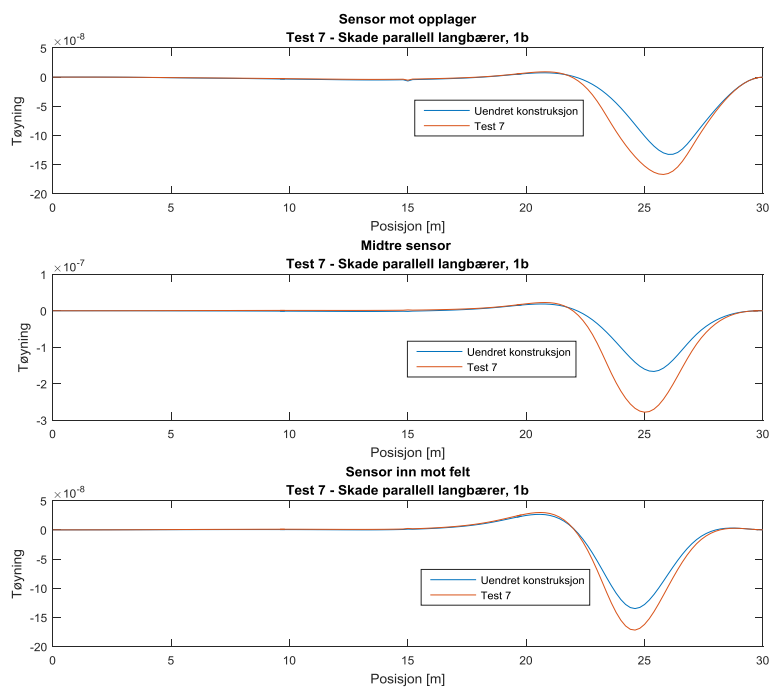 Sensor mot opplager
Test 7 - Skade parallell langbærer, 1b
×10^-8
5
0
-5
-10
-15
-20
Tøyning
Uendret konstruksjon
Test 7
0 5 10 15 20 25 30
Posisjon [m]
Midtre sensor
Test 7 - Skade parallell langbærer, 1b
×10^-7
1
0
-1
-2
-3
Tøyning
Uendret konstruksjon
Test 7
0 5 10 15 20 25 30
Posisjon [m]
Sensor inn mot felt
Test 7 - Skade parallell langbærer, 1b
×10^-8
5
0
-5
-10
-15
-20
Tøyning
Uendret konstruksjon
Test 7
0 5 10 15 20 25 30
Posisjon [m]